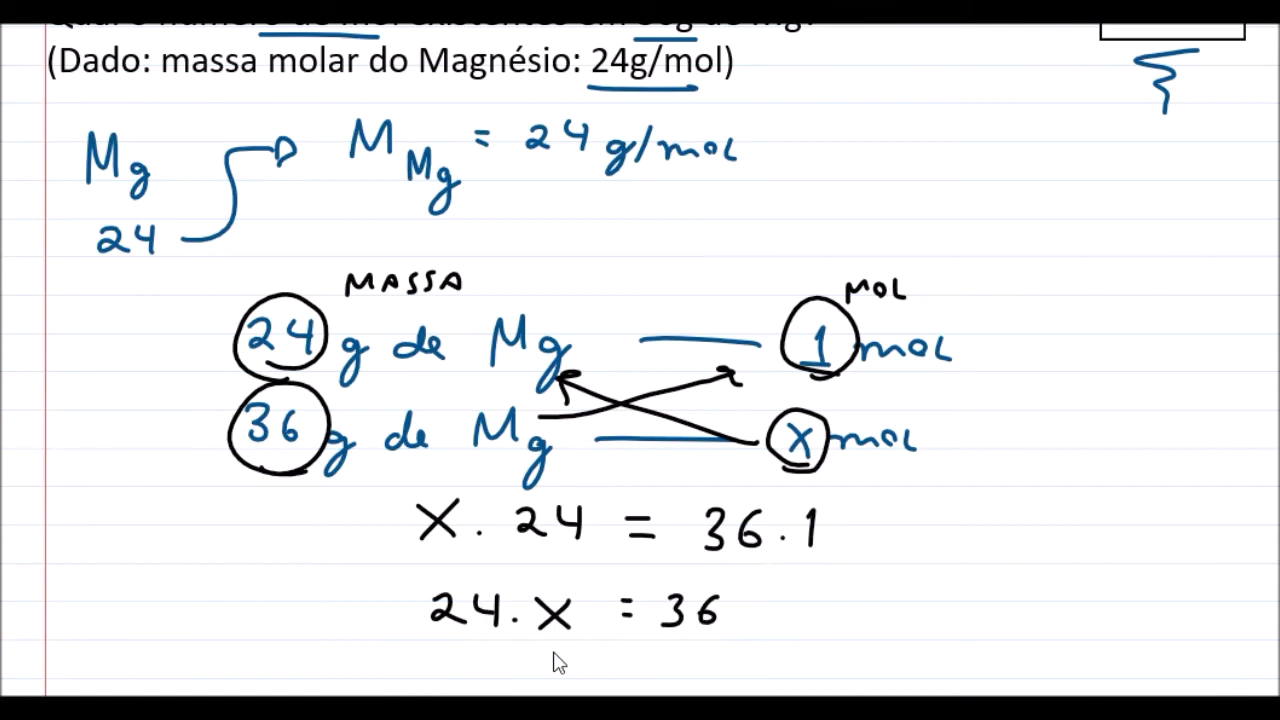 (Dado: massa molar do Magnésio: 24g/mol)
Mg
M Mg = 24 g/mol
24
MASSA
MOL
24 g de Mg 1 mol
36 g de Mg x mol
X . 24 = 36.1
24. x = 36